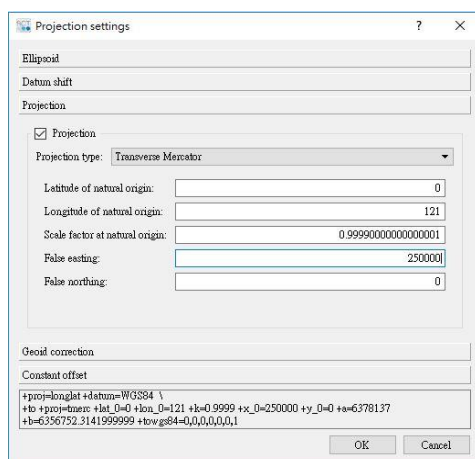 Projection settings
Ellipsoid
Datum shift
Projection
Projection
Projection type: Transverse Mercator
Latitude of natural origin: 0
Longitude of natural origin: 121
Scale factor at natural origin: 0.99990000000000001
False easting: 250000
False northing: 0
Geoid correction
Constant offset
+proj=longlat +datum=WGS84 \
+to +proj=tmerc +lat_0=0 +lon_0=121 +k=0.9999 +x_0=250000 +y_0=0 +a=6378137
+b=6356752.3141999999 +towgs84=0,0,0,0,0,0,1
OK Cancel